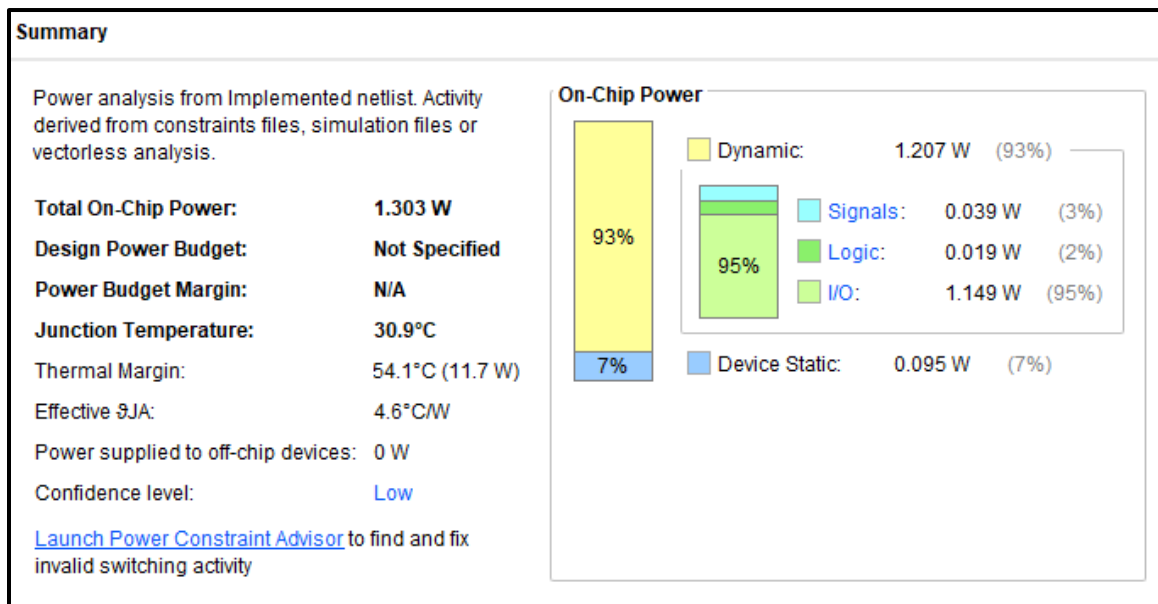 Summary
Power analysis from Implemented netlist. Activity
derived from constraints files, simulation files or
vectorless analysis.
Total On-Chip Power: 1.303 W
Design Power Budget: Not Specified
Power Budget Margin: N/A
Junction Temperature: 30.9°C
Thermal Margin: 54.1°C (11.7 W)
Effective ϑJA: 4.6°C/W
Power supplied to off-chip devices: 0 W
Confidence level: Low
Launch Power Constraint Advisor to find and fix
invalid switching activity
On-Chip Power
93%
7%
Dynamic: 1.207 W (93%)
95%
Signals: 0.039 W (3%)
Logic: 0.019 W (2%)
I/O: 1.149 W (95%)
Device Static: 0.095 W (7%)